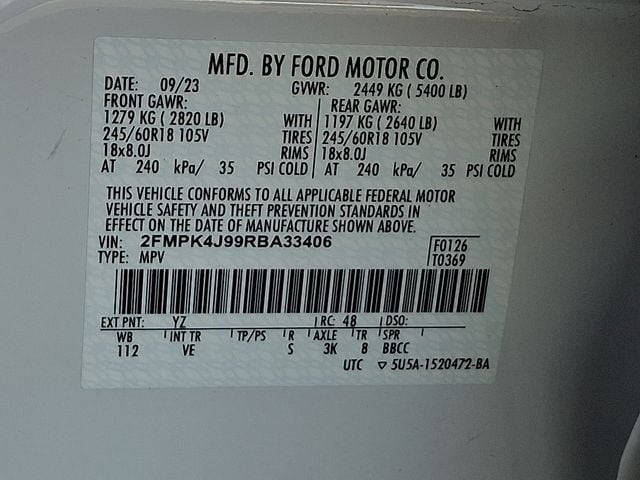 MFD. BY FORD MOTOR CO.
DATE: 09/23 GVWR: 2449 KG ( 5400 LB)
FRONT GAWR: REAR GAWR:
1279 KG ( 2820 LB) WITH 1197 KG ( 2640 LB) WITH
245/60R18 105V TIRES 245/60R18 105V TIRES
18x8.0J RIMS 18x8.0J RIMS
AT 240 kPa/ 35 PSI COLD AT 240 kPa/ 35 PSI COLD
THIS VEHICLE CONFORMS TO ALL APPLICABLE FEDERAL MOTOR
VEHICLE SAFETY AND THEFT PREVENTION STANDARDS IN
EFFECT ON THE DATE OF MANUFACTURE SHOWN ABOVE.
VIN: 2FMPK4J99RBA33406 F0126
TYPE: MPV T0369
EXT PNT: YZ RC: 48 DSO:
WB INT TR TP/PS R AXLE TR SPR
112 VE S 3K 8 BBCC
UTC ▽ 5U5A-1520472-BA